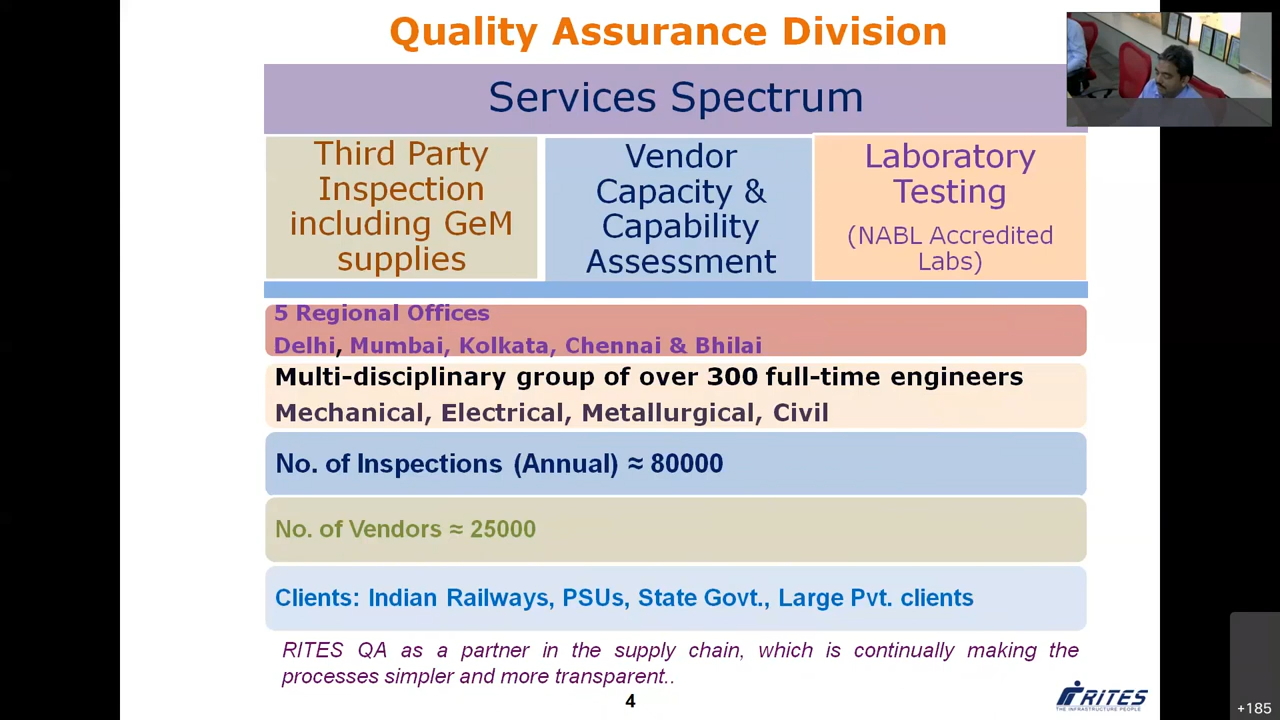 Quality Assurance Division
Services Spectrum
Third Party
Inspection
including GeM
supplies
Vendor
Capacity &
Capability
Assessment
Laboratory
Testing
(NABL Accredited
Labs)
5 Regional Offices
Delhi, Mumbai, Kolkata, Chennai & Bhilai
Multi-disciplinary group of over 300 full-time engineers
Mechanical, Electrical, Metallurgical, Civil
No. of Inspections (Annual) ≈ 80000
No. of Vendors ≈ 25000
Clients: Indian Railways, PSUs, State Govt., Large Pvt. clients
RITES QA as a partner in the supply chain, which is continually making the
processes simpler and more transparent..
4
RITES
THE INFRASTRUCTURE PEOPLE
+185